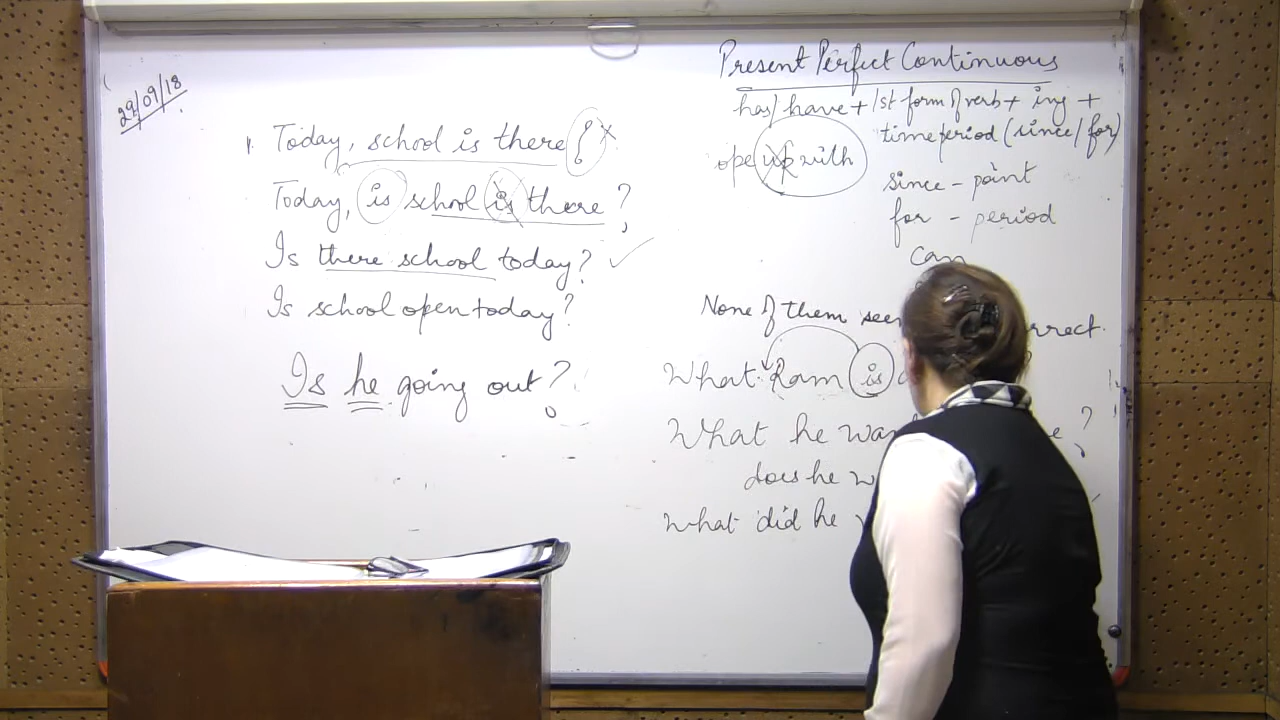 29/09/18
1. Today, school is there ?
Today, is school is there ?
Is there school today?
Is school open today?
Is he going out?
Present Perfect Continuous
has/have + 1st form of verb + ing +
time period (since/for)
ope with
since - point
for - period
can
None of them correct.
What Ram is
What he ?
does he
What did he